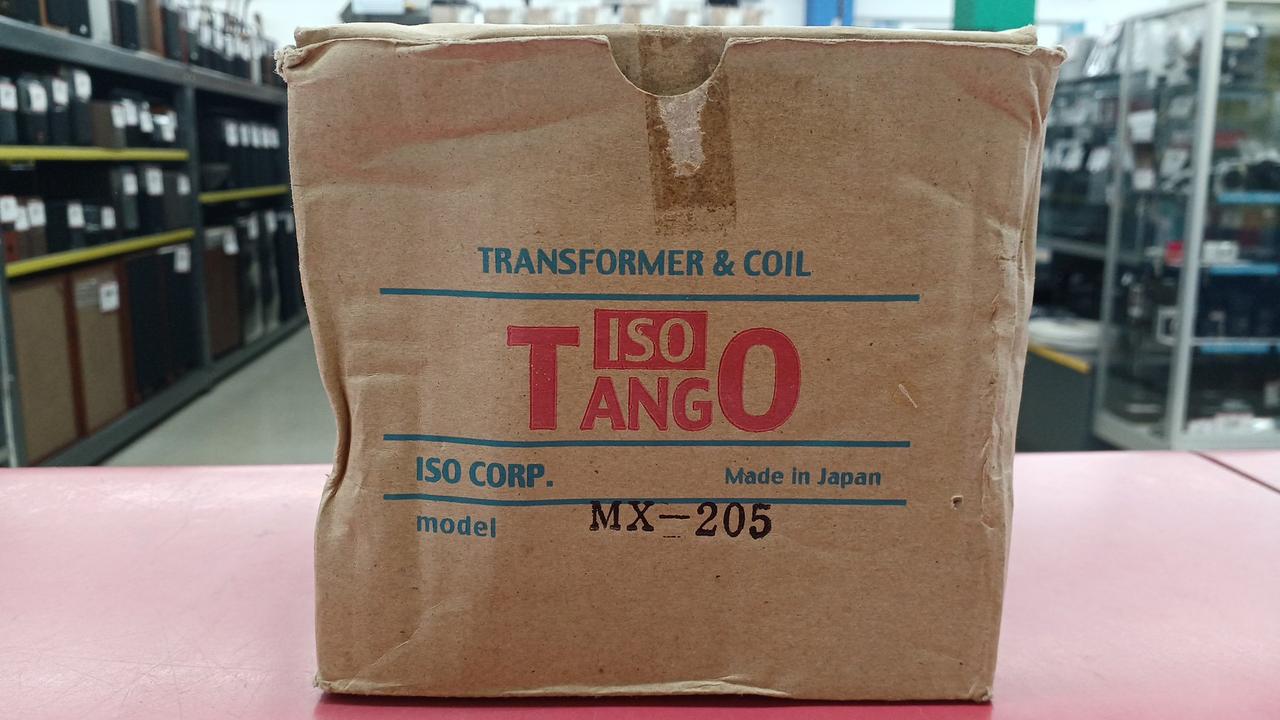 TRANSFORMER & COIL
ISO
TANGO
ISO CORP. Made in Japan
model MX-205